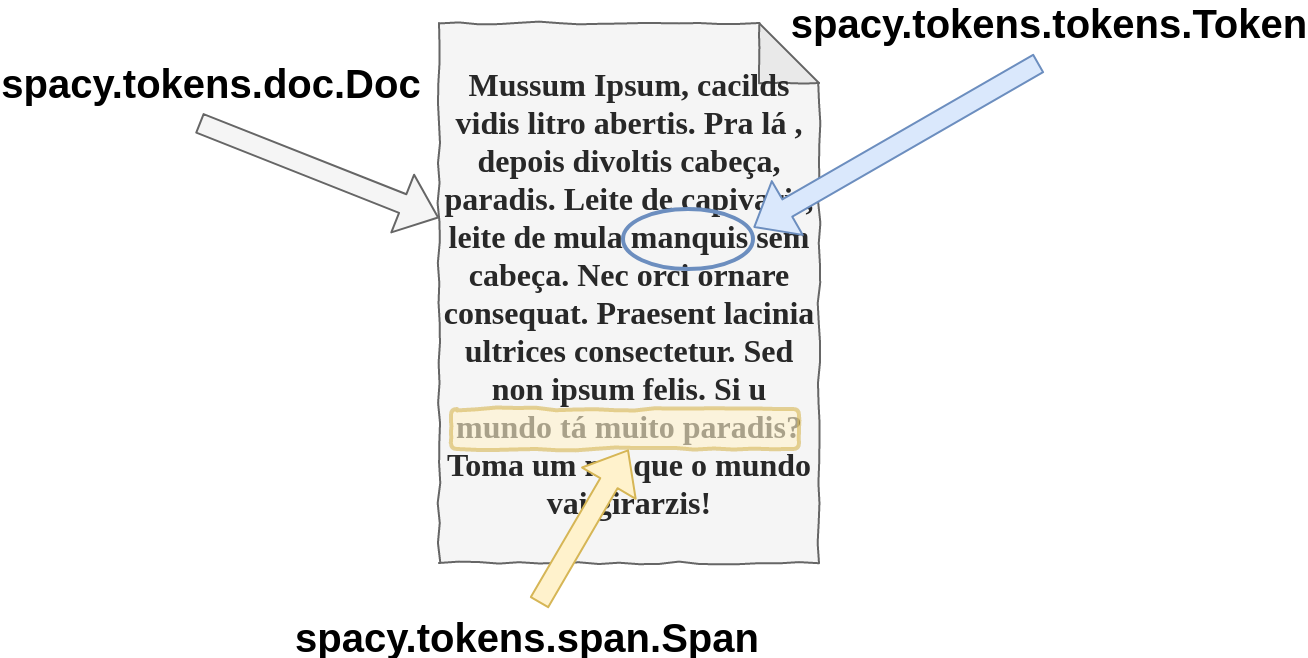 spacy.tokens.tokens.Token
spacy.tokens.doc.Doc
Mussum Ipsum, cacilds
vidis litro abertis. Pra lá ,
depois divoltis cabeça,
paradis. Leite de capivaris,
leite de mula manquis sem
cabeça. Nec orci ornare
consequat. Praesent lacinia
ultrices consectetur. Sed
non ipsum felis. Si u
mundo tá muito paradis?
Toma um que o mundo
vai girarzis!
spacy.tokens.span.Span